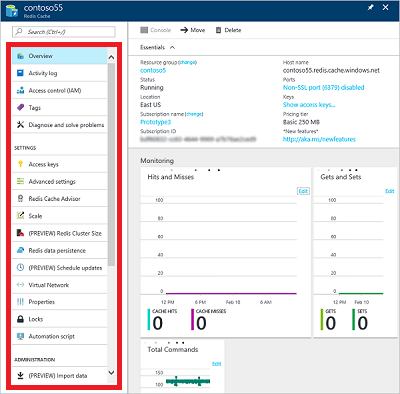 contoso55
Redis Cache
Search (Ctrl+/)
Overview
Activity log
Access control (IAM)
Tags
Diagnose and solve problems
SETTINGS
Access keys
Advanced settings
Redis Cache Advisor
Scale
(PREVIEW) Redis Cluster Size
Redis data persistence
(PREVIEW) Schedule updates
Virtual Network
Properties
Locks
Automation script
ADMINISTRATION
(PREVIEW) Import data
Console
Move
Delete
Essentials
Resource group (change)
contoso5
Status
Running
Location
East US
Subscription name (change)
Prototype3
Subscription ID
Host name
contoso55.redis.cache.windows.net
Ports
Non-SSL port (6379) disabled
Keys
Show access keys...
Pricing tier
Basic 250 MB
*New features*
http://aka.ms/newfeatures
Monitoring
Hits and Misses
Edit
100
80
60
40
20
0
12 PM 6 PM Feb 10 6 AM
CACHE HITS
0
CACHE MISSES
0
Gets and Sets
Edit
100
80
60
40
20
0
12 PM Feb 10
GETS
0
SETS
0
Total Commands
Edit
150
100